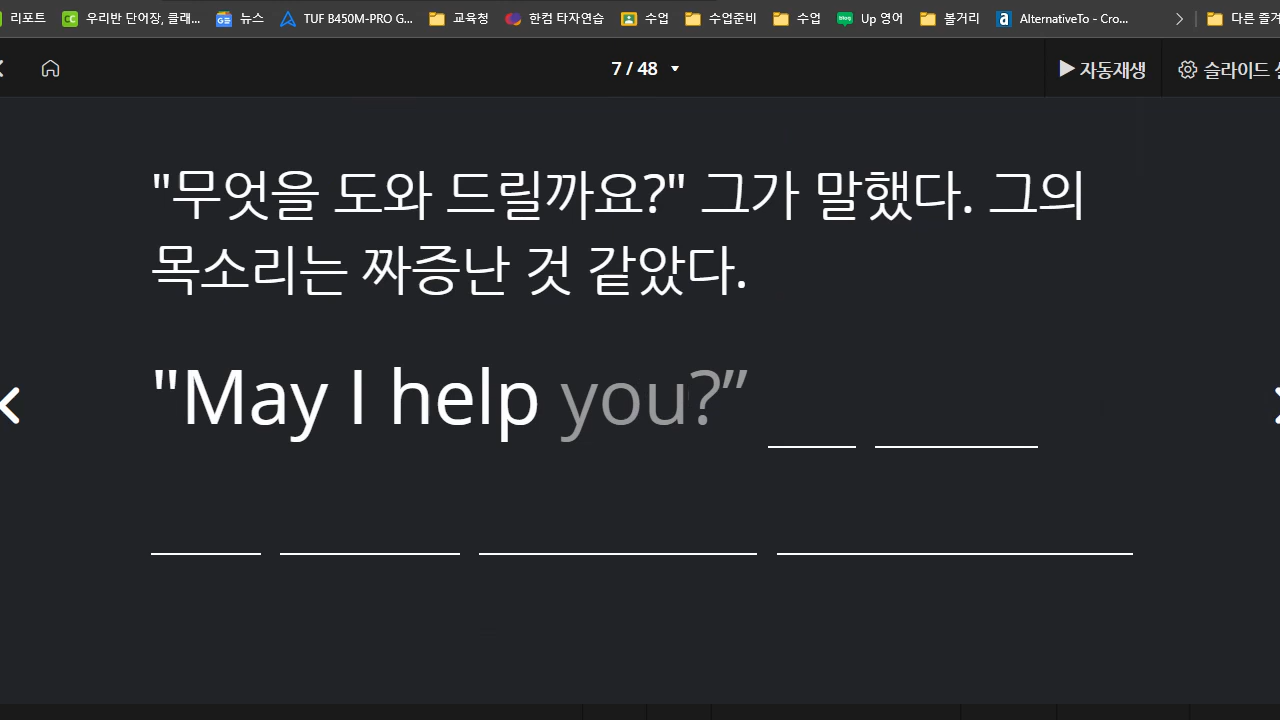 리포트 우리반 단어장, 클래... 뉴스 TUF B450M-PRO G... 교육청 한컴 타자연습 수업 수업준비 수업 Up 영어 볼거리 AlternativeTo - Cro... 다른 즐겨
7 / 48 ▶ 자동재생 슬라이드
"무엇을 도와 드릴까요?" 그가 말했다. 그의
목소리는 짜증난 것 같았다.
"May I help you?”